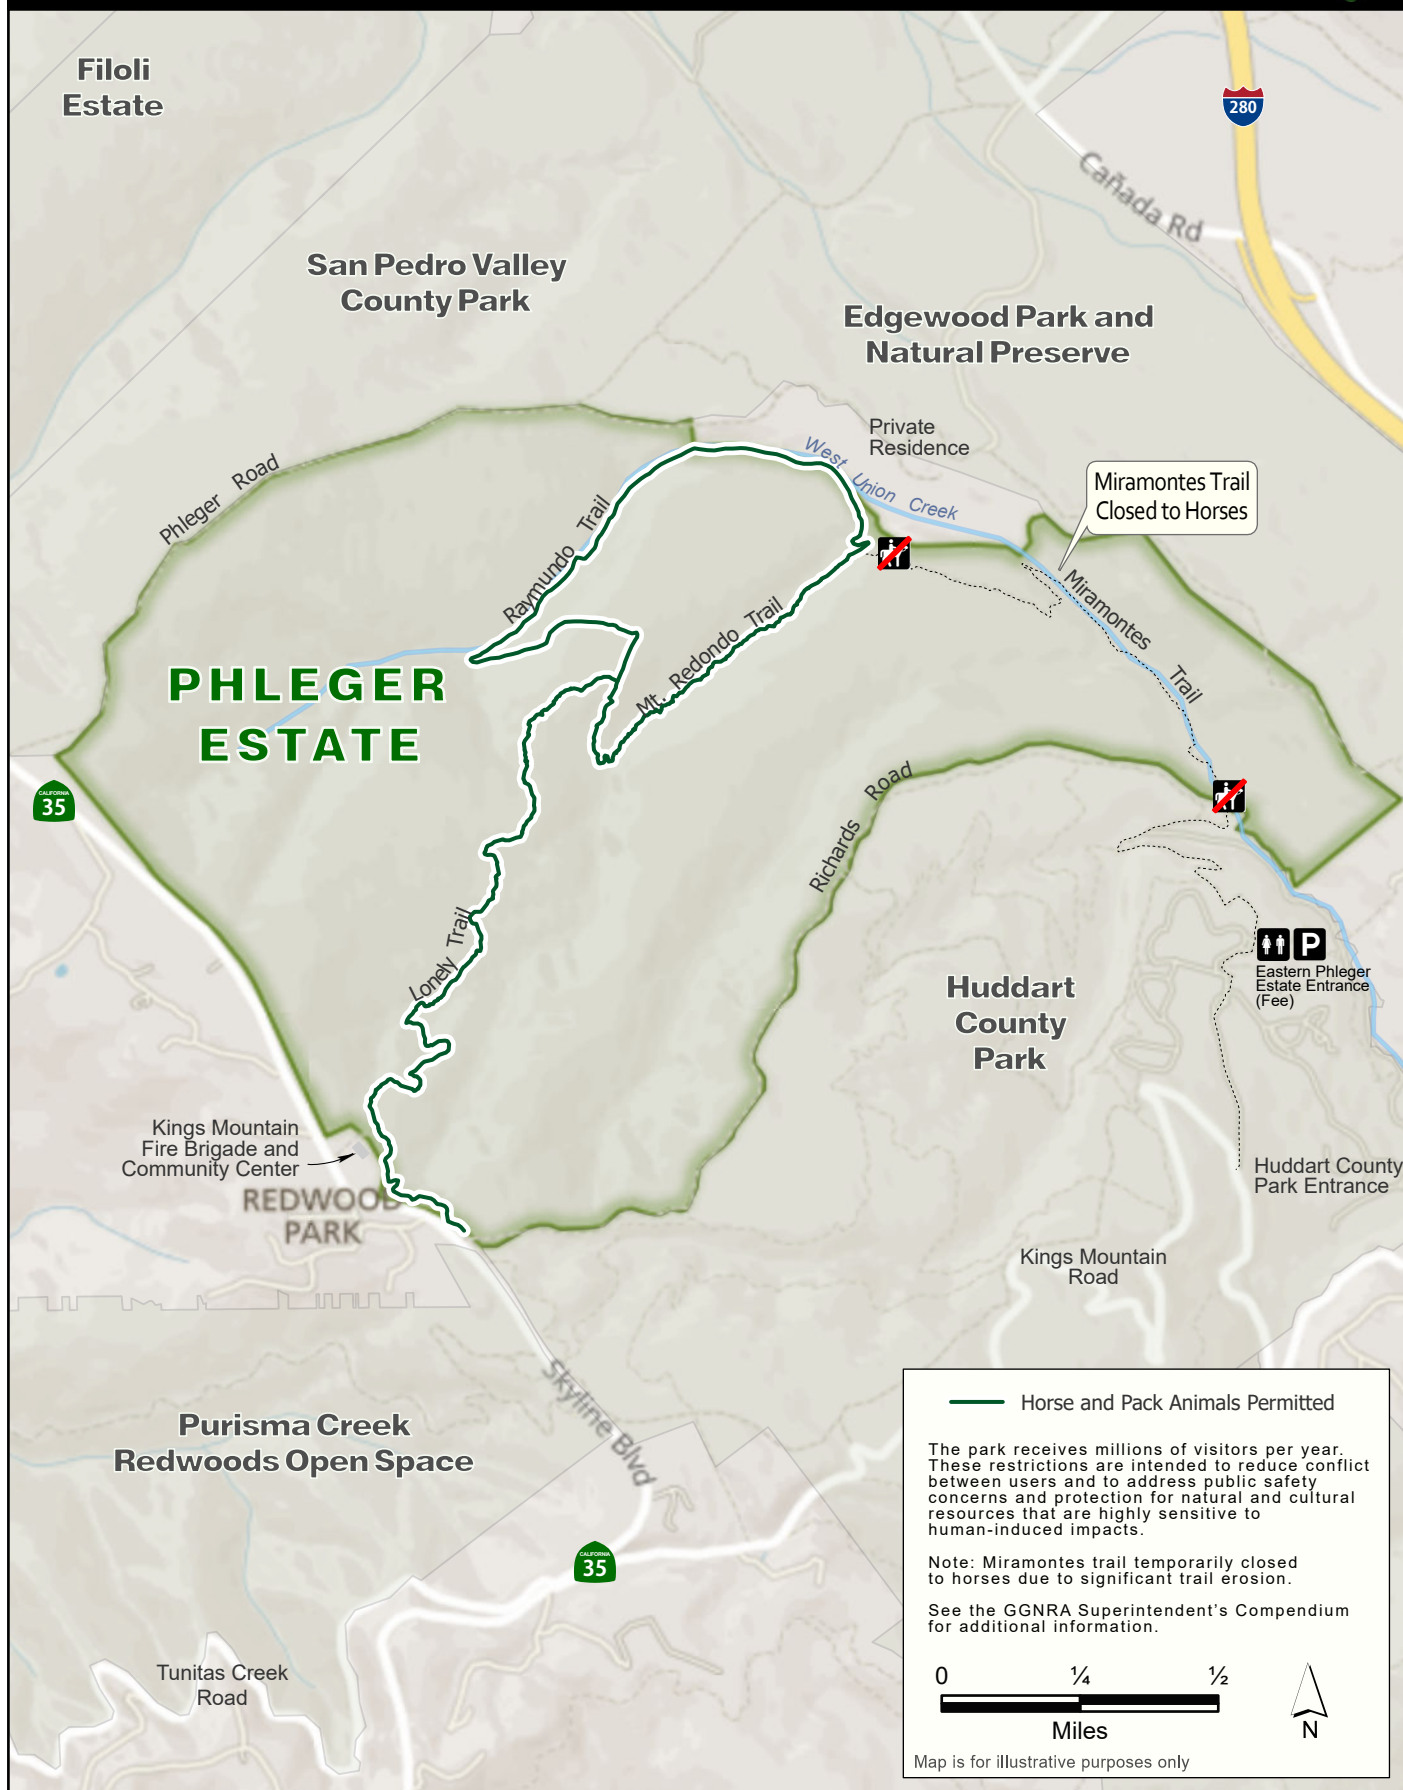 Filoli
Estate
280
Cañada Rd
San Pedro Valley
County Park
Edgewood Park and
Natural Preserve
Private
Residence
West Union Creek
Phleger Road
Miramontes Trail
Closed to Horses
Raymundo Trail
Miramontes Trail
Mt. Redondo Trail
PHLEGER
ESTATE
CALIFORNIA
35
Richards Road
Lonely Trail
Eastern Phleger
Estate Entrance
(Fee)
P
Huddart
County
Park
Kings Mountain
Fire Brigade and
Community Center
REDWOOD
PARK
Huddart County
Park Entrance
Kings Mountain
Road
Skyline Blvd
Purisma Creek
Redwoods Open Space
CALIFORNIA
35
Tunitas Creek
Road
Horse and Pack Animals Permitted
The park receives millions of visitors per year.
These restrictions are intended to reduce conflict
between users and to address public safety
concerns and protection for natural and cultural
resources that are highly sensitive to
human-induced impacts.
Note: Miramontes trail temporarily closed
to horses due to significant trail erosion.
See the GGNRA Superintendent's Compendium
for additional information.
0 ¼ ½
Miles
N
Map is for illustrative purposes only